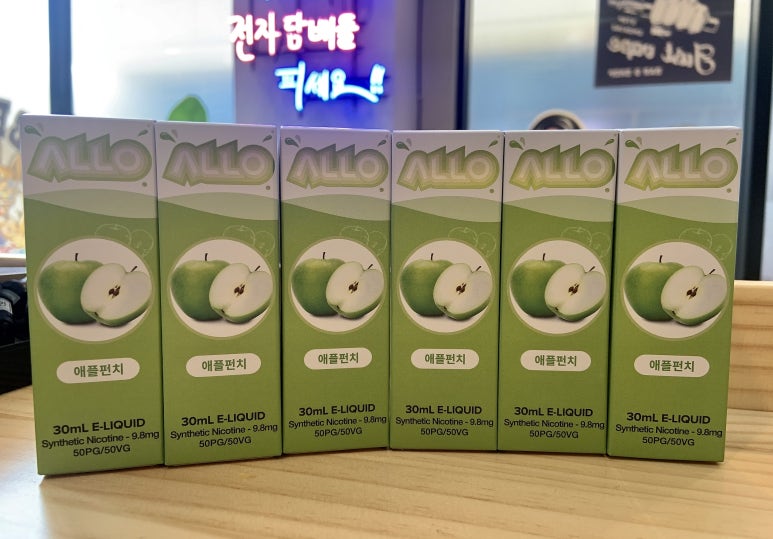 전자담배를
피세요!!
ALLO
애플펀치
30mL E-LIQUID
Synthetic Nicotine - 9.8mg
50PG/50VG
ALLO
애플펀치
30mL E-LIQUID
Synthetic Nicotine - 9.8mg
50PG/50VG
ALLO
애플펀치
30mL E-LIQUID
Synthetic Nicotine - 9.8mg
50PG/50VG
ALLO
애플펀치
30mL E-LIQUID
Synthetic Nicotine - 9.8mg
50PG/50VG
ALLO
애플펀치
30mL E-LIQUID
Synthetic Nicotine - 9.8mg
50PG/50VG
ALLO
애플펀치
30mL E-LIQUID
Synthetic Nicotine - 9.8mg
50PG/50VG